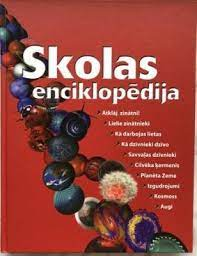 Skolas
enciklopēdija
Atklāj zinātni!
Lielie zinātnieki
Kā darbojas lietas
Kā dzīvnieki dzīvo
Savvaļas dzīvnieki
Cilvēka ķermenis
Planēta Zeme
Izgudrojumi
Kosmoss
Augi